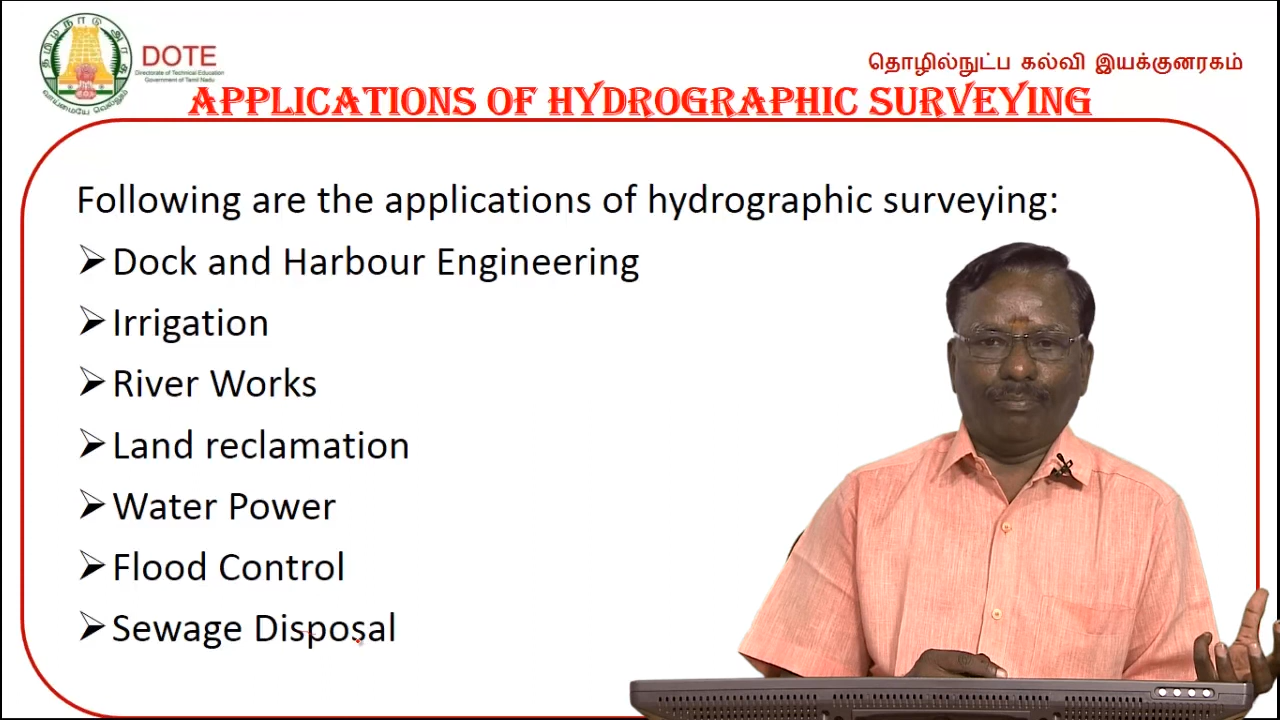 தமிழ்நாடு அரசு
வாய்மையே வெல்லும்
DOTE
Directorate of Technical Education
Government of Tamil Nadu
தொழில்நுட்ப கல்வி இயக்குனரகம்
APPLICATIONS OF HYDROGRAPHIC SURVEYING
Following are the applications of hydrographic surveying:
Dock and Harbour Engineering
Irrigation
River Works
Land reclamation
Water Power
Flood Control
Sewage Disposal